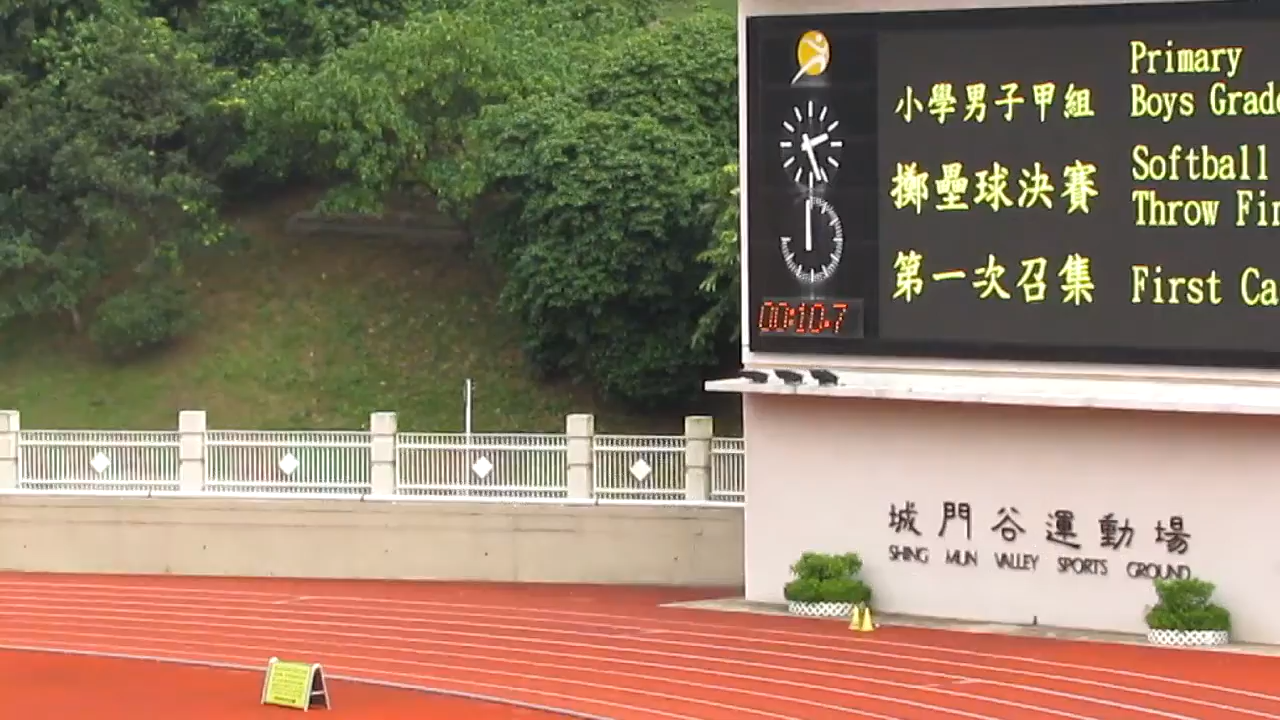 小學男子甲組
Primary
Boys Grade
擲壘球決賽
Softball
Throw Fin
第一次召集
First Ca
00:10.7
城門谷運動場
SHING MUN VALLEY SPORTS GROUND